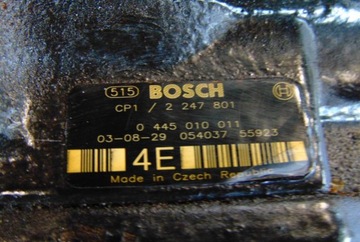 515 BOSCH
CP1 / 2 247 801
0 445 010 011
03-08-29 054037 55923
4E
Made in Czech Republic